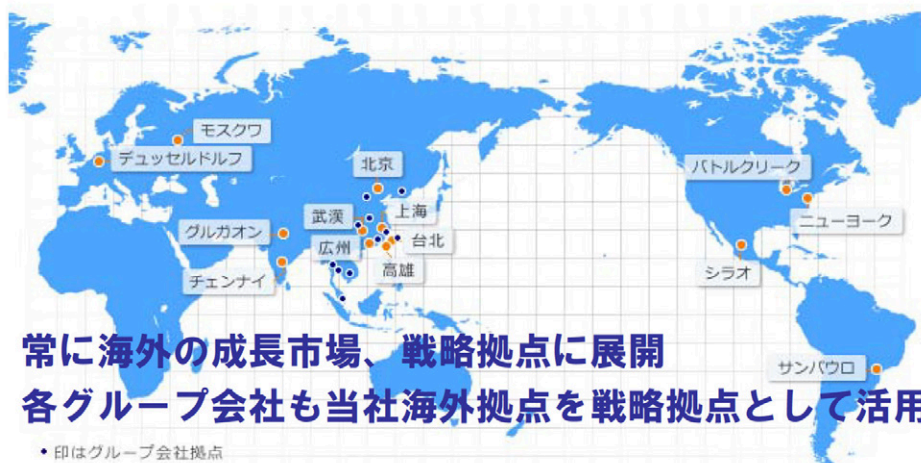 モスクワ
デュッセルドルフ
北京
バトルクリーク
武漢
上海
ニューヨーク
グルガオン
広州
台北
チェンナイ
高雄
シラオ
常に海外の成長市場、戦略拠点に展開
サンパウロ
各グループ会社も当社海外拠点を戦略拠点として活用
• 印はグループ会社拠点